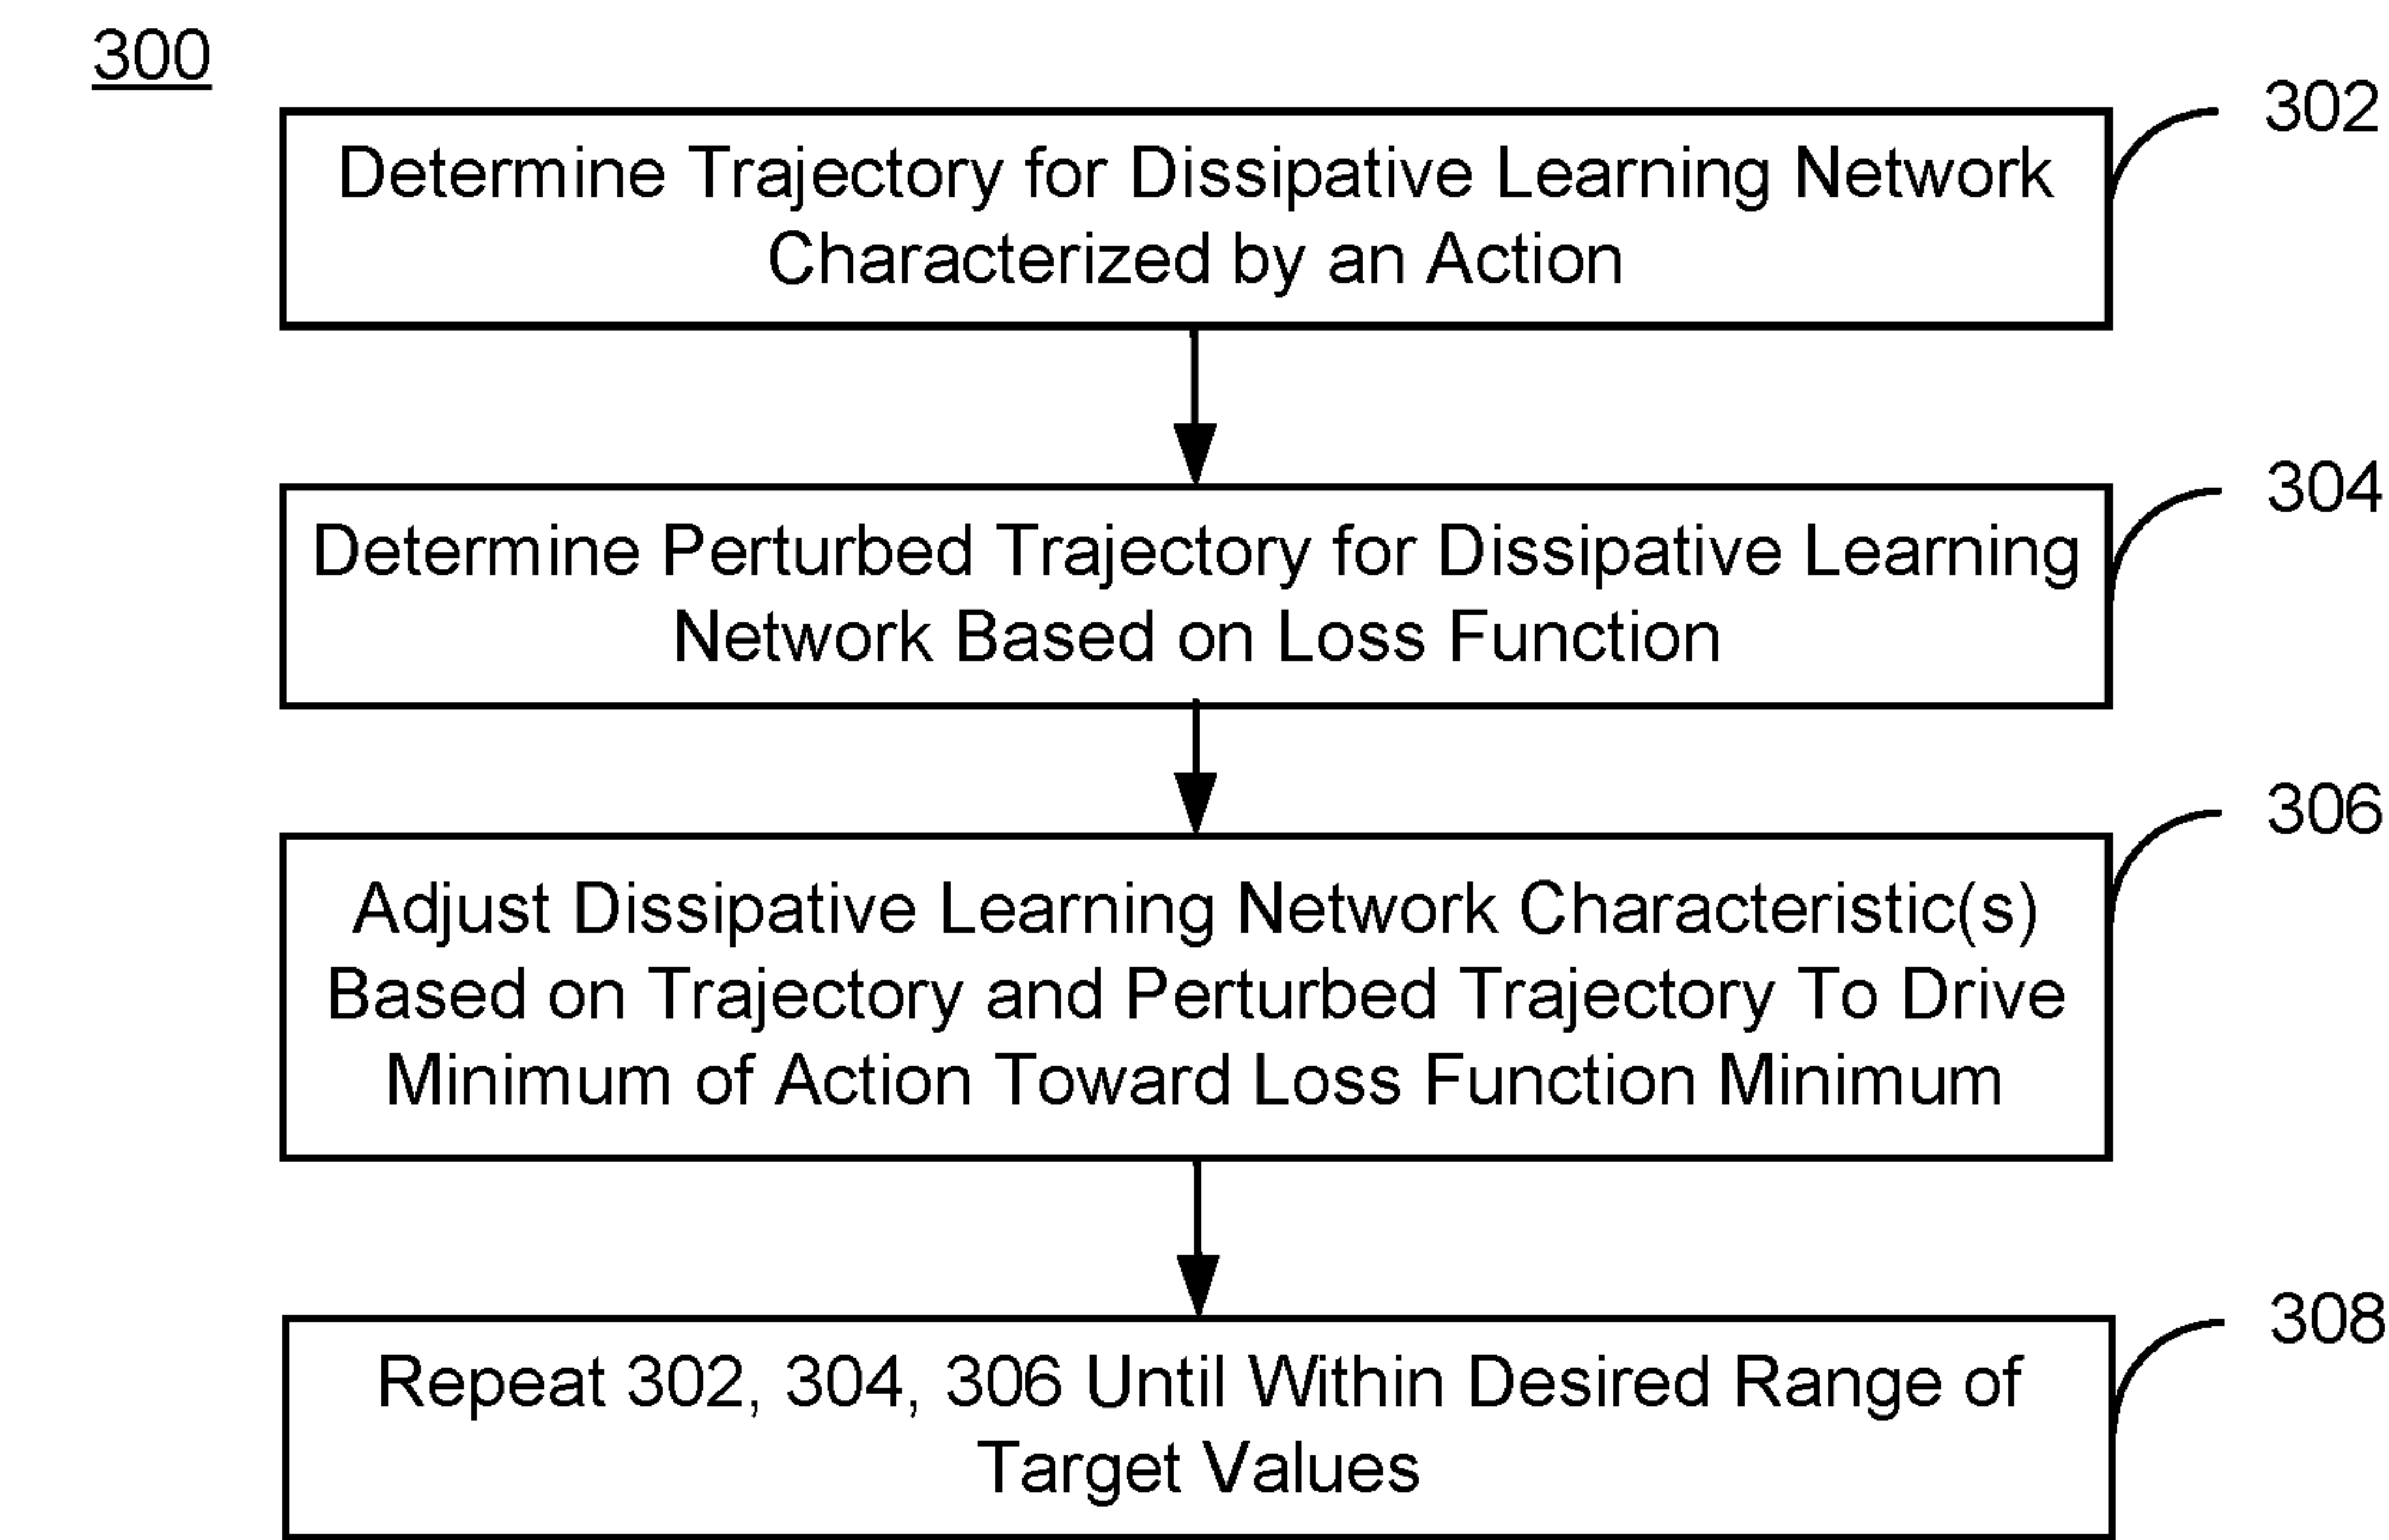 300
302
Determine Trajectory for Dissipative Learning Network
Characterized by an Action
304
Determine Perturbed Trajectory for Dissipative Learning
Network Based on Loss Function
306
Adjust Dissipative Learning Network Characteristic(s)
Based on Trajectory and Perturbed Trajectory To Drive
Minimum of Action Toward Loss Function Minimum
308
Repeat 302, 304, 306 Until Within Desired Range of
Target Values